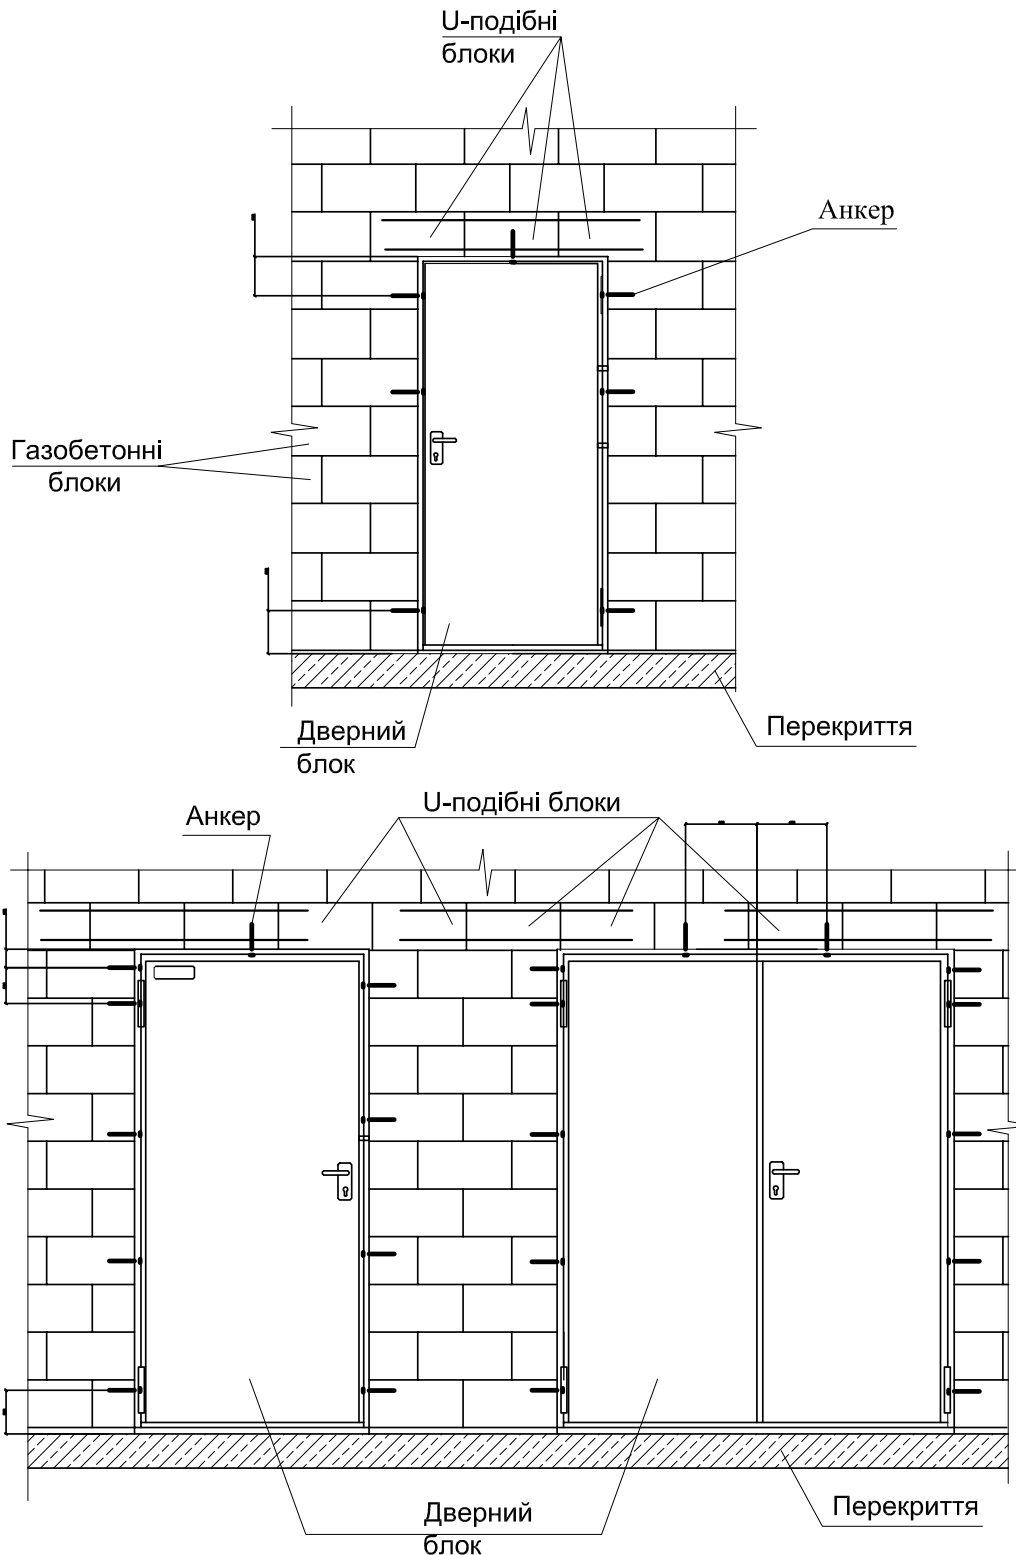 U-подібні
блоки
Анкер
Газобетонні
блоки
Дверний
блок
Перекриття
Анкер
U-подібні блоки
Дверний
блок
Перекриття